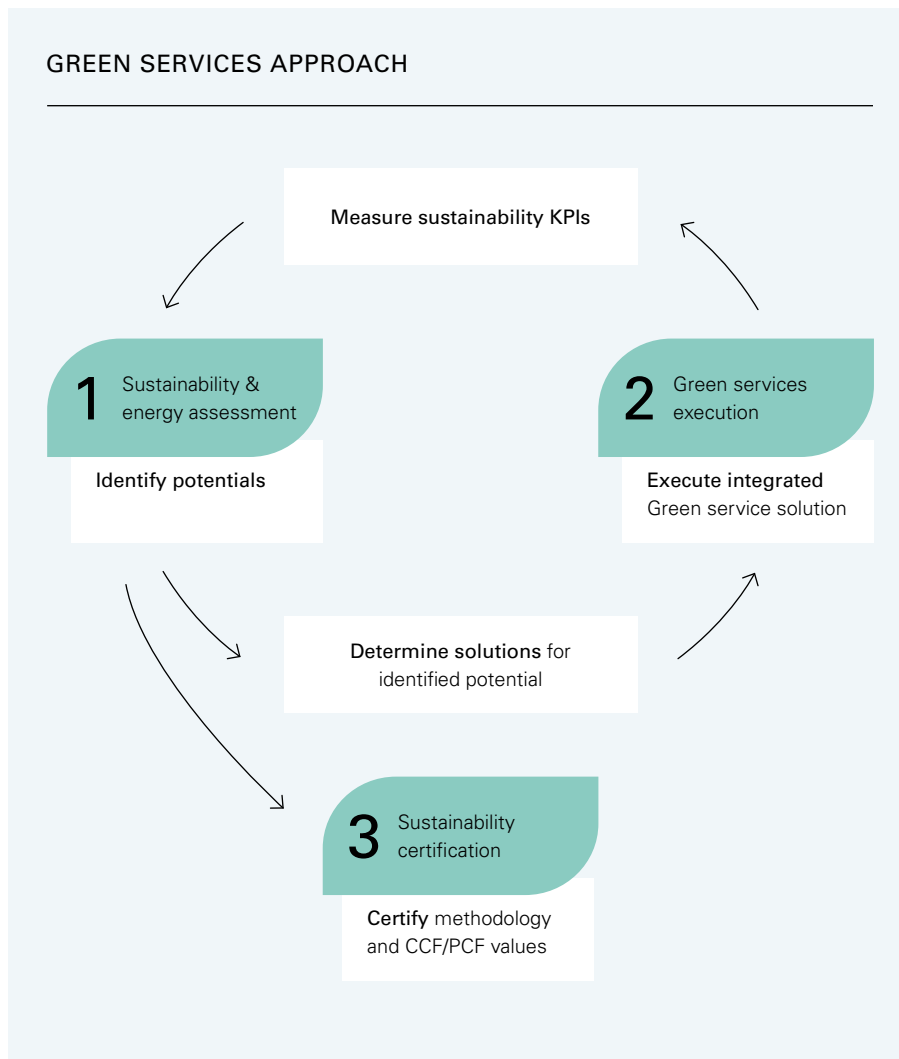 GREEN SERVICES APPROACH
Measure sustainability KPIs
1
Sustainability &
energy assessment
Identify potentials
2
Green services
execution
Execute integrated
Green service solution
Determine solutions for
identified potential
3
Sustainability
certification
Certify methodology
and CCF/PCF values